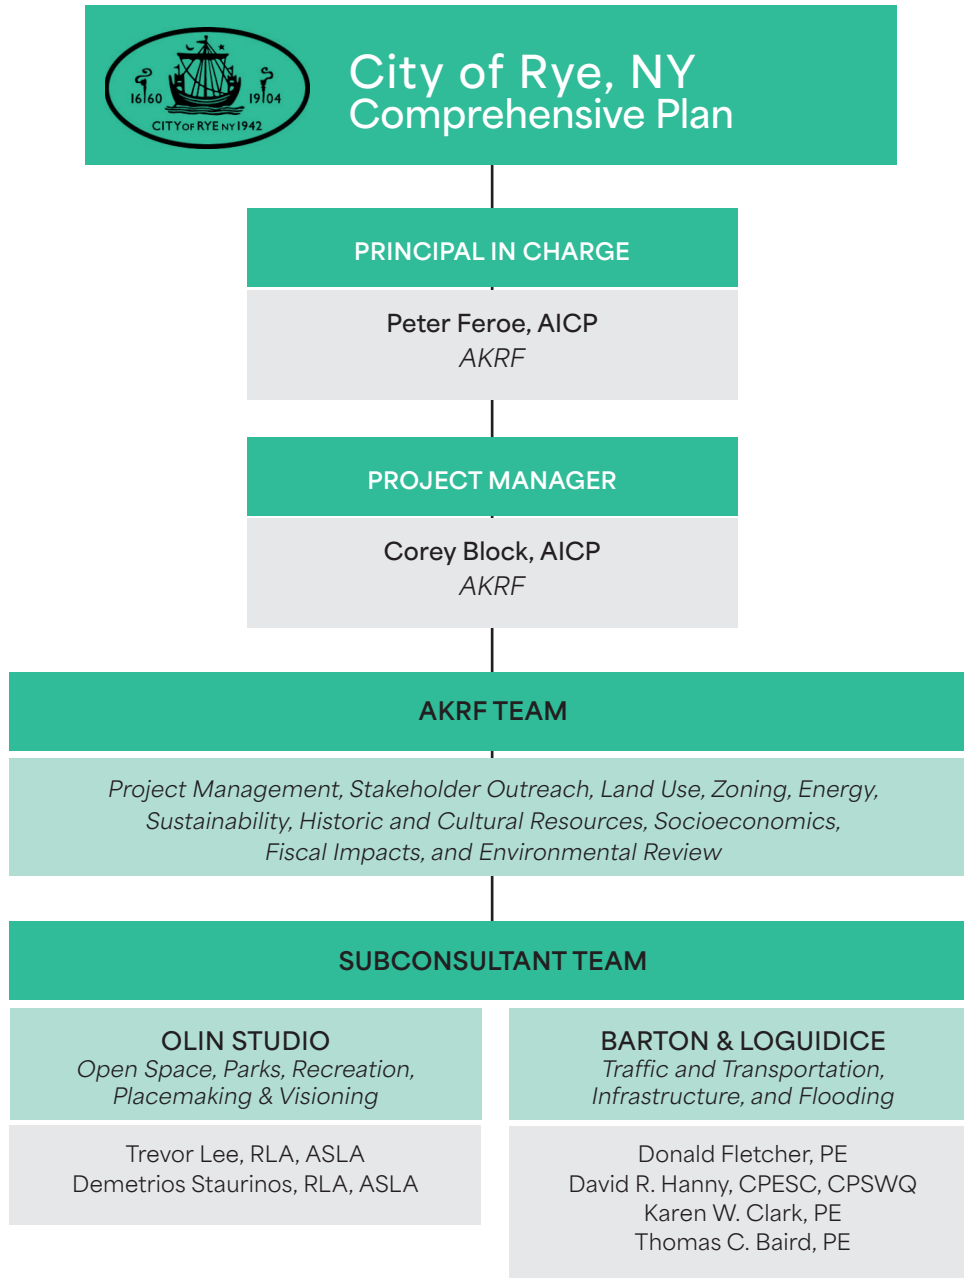 1660
1904
CITY OF RYE NY 1942
City of Rye, NY
Comprehensive Plan
PRINCIPAL IN CHARGE
Peter Feroe, AICP
AKRF
PROJECT MANAGER
Corey Block, AICP
AKRF
AKRF TEAM
Project Management, Stakeholder Outreach, Land Use, Zoning, Energy,
Sustainability, Historic and Cultural Resources, Socioeconomics,
Fiscal Impacts, and Environmental Review
SUBCONSULTANT TEAM
OLIN STUDIO
Open Space, Parks, Recreation,
Placemaking & Visioning
Trevor Lee, RLA, ASLA
Demetrios Staurinos, RLA, ASLA
BARTON & LOGUIDICE
Traffic and Transportation,
Infrastructure, and Flooding
Donald Fletcher, PE
David R. Hanny, CPESC, CPSWQ
Karen W. Clark, PE
Thomas C. Baird, PE